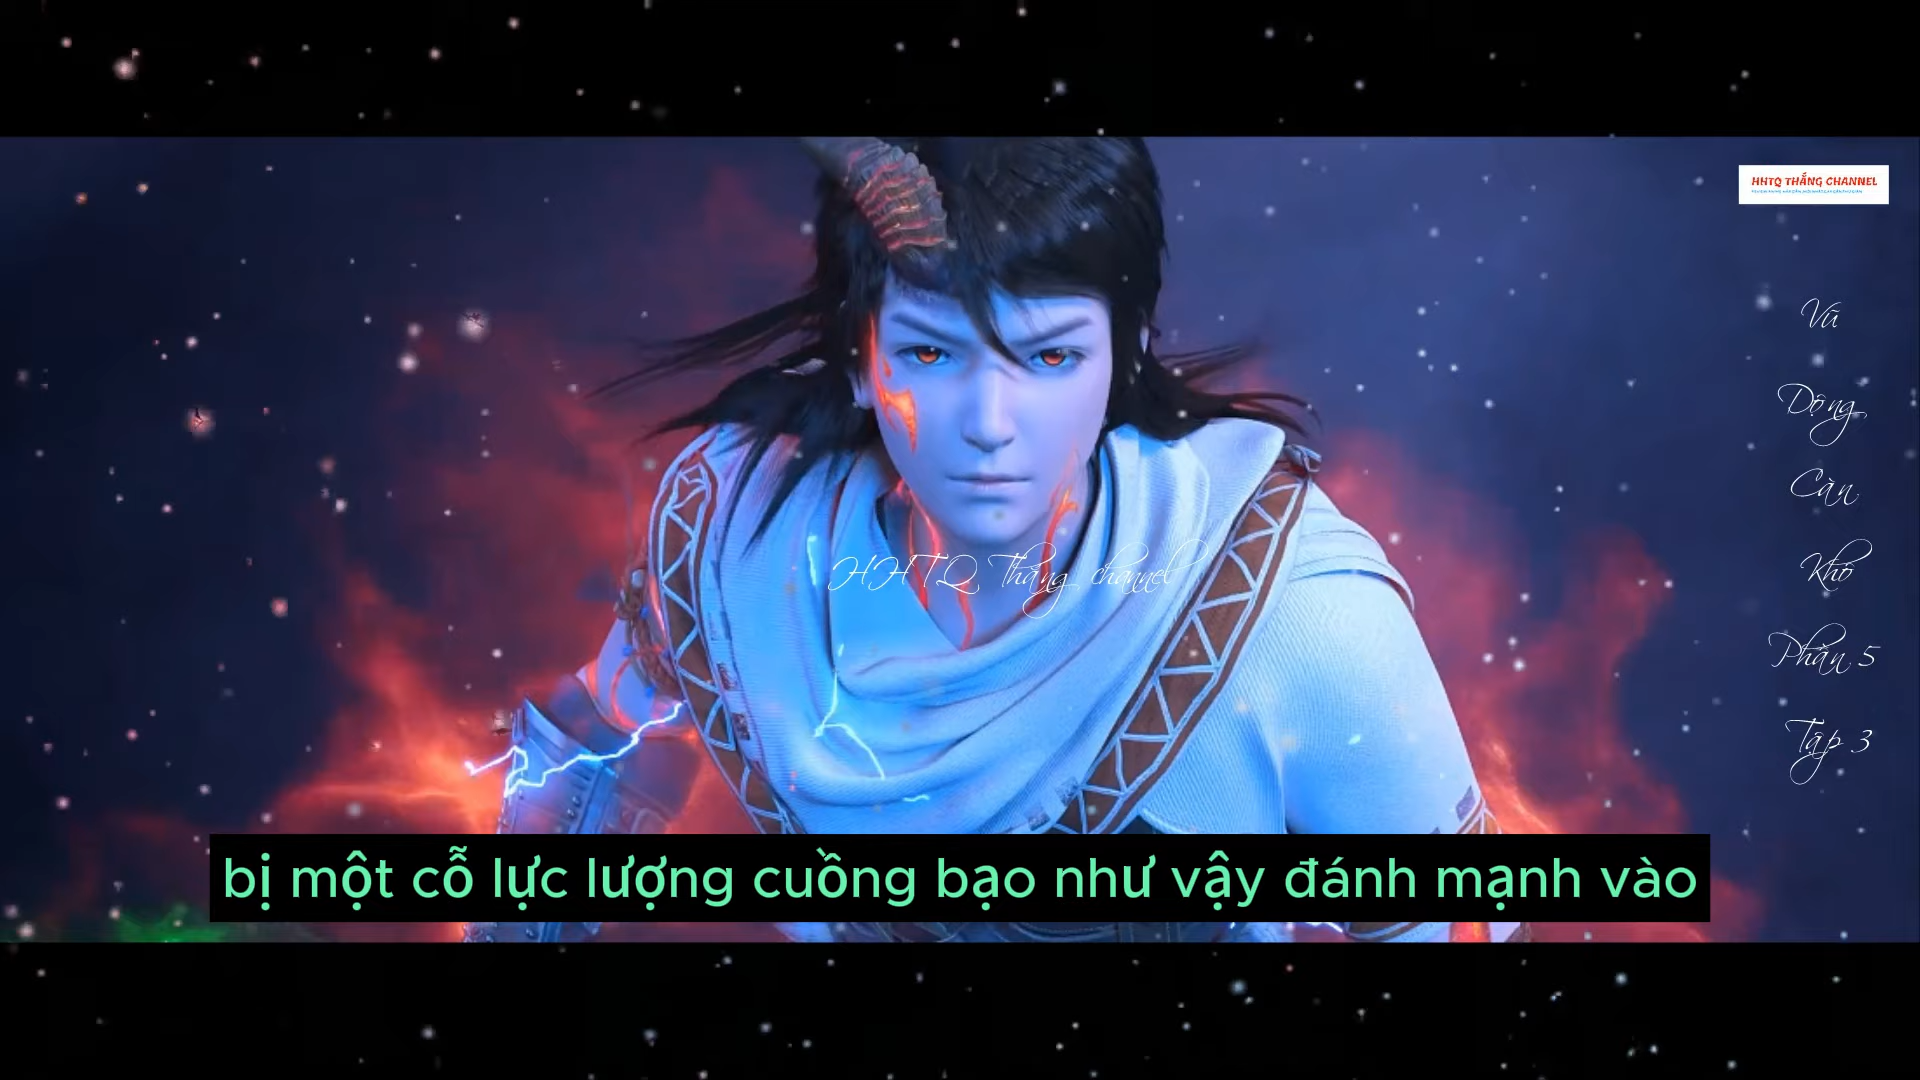 HHTQ THẮNG CHANNEL
Vũ
Động
Càn
Khô
Phần 5
Tập 3
HHTQ Thắng channel
bị một cỗ lực lượng cuồng bạo như vậy đánh mạnh vào